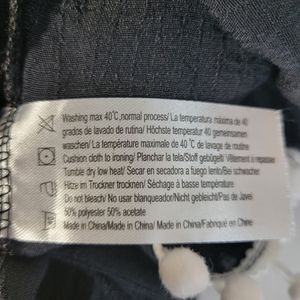 Washing max 40℃,normal process/ La temperatura máxima de 40
grados de lavado de rutina/ Höchste temperatur 40 gemeinsamen
waschen/ La température maximale de 40 ℃ de lavage de routine
Cushion cloth to ironing/ Planchar la tela/Stoff gebügelt/ Vêtement à repasser
Tumble dry low heat/ Secar en secadora a fuego lento/Bei schwacher
Hitze im Trockner trocknen/ Séchage à basse température
Do not bleach/ No usar blanqueador/Nicht bleichen/Pas de Javel
50% polyester 50% acetate
Made in China/Made in China/ Made in China/Fabriqué en Chine